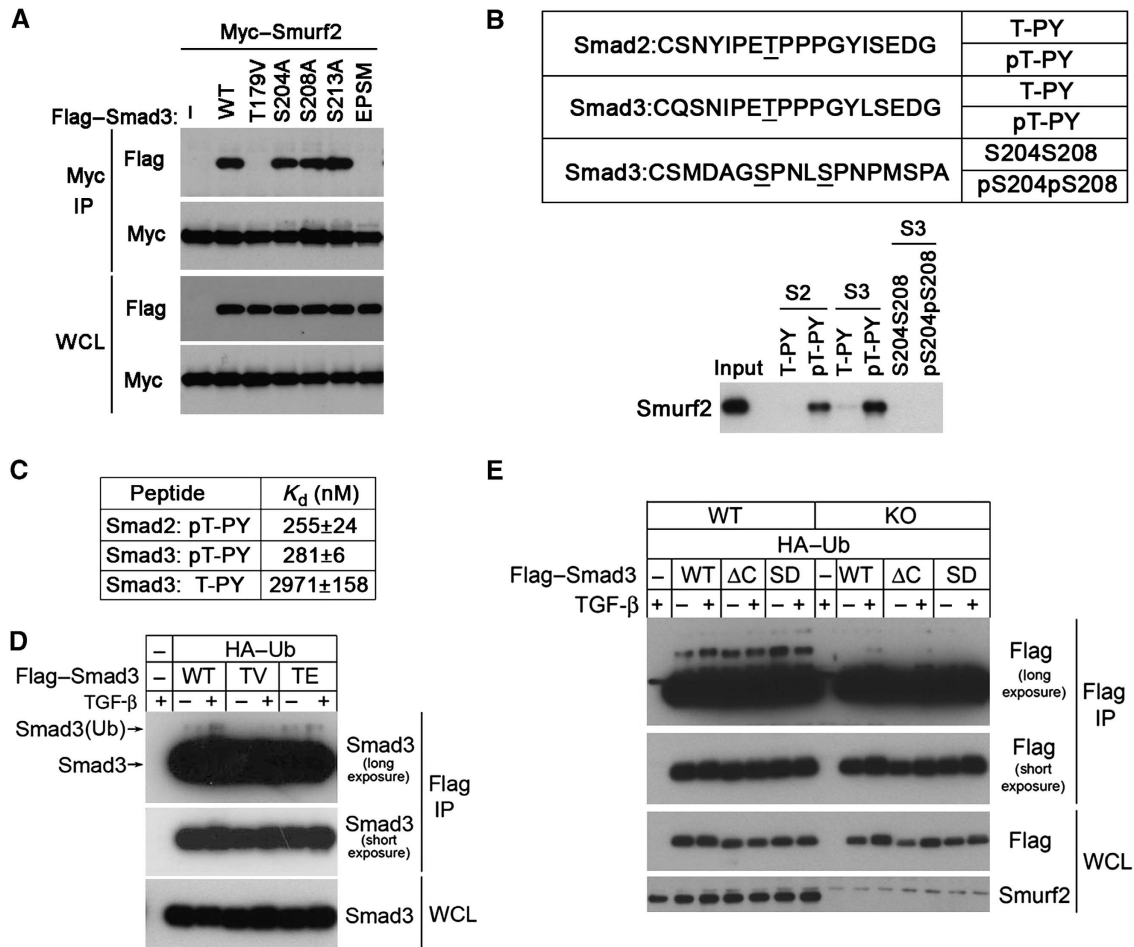 A
Myc–Smurf2
Flag–Smad3:
–
WT
T179V
S204A
S208A
S213A
EPSM
Myc IP
Flag
Myc
WCL
Flag
Myc
B
Smad2:CSNYIPETPPPGYISEDG
T-PY
pT-PY
Smad3:CQSNIPETPPPGYLSEDG
T-PY
pT-PY
Smad3:CSMDAGSPNLSPNPMSPA
S204S208
pS204pS208
S2
S3
S3
Input
T-PY
pT-PY
T-PY
pT-PY
S204S208
pS204pS208
Smurf2
C
Peptide Kd (nM)
Smad2: pT-PY 255±24
Smad3: pT-PY 281±6
Smad3: T-PY 2971±158
D
– HA–Ub
Flag–Smad3 – WT TV TE
TGF-β + – + – + – +
Smad3(Ub)→
Smad3→
Smad3
(long
exposure)
Smad3
(short
exposure)
Flag
IP
Smad3 WCL
E
WT KO
HA–Ub
Flag–Smad3 – WT ΔC SD – WT ΔC SD
TGF-β + – + – + – + + – + – + – +
Flag
(long
exposure)
Flag
(short
exposure)
Flag
IP
Flag
Smurf2
WCL